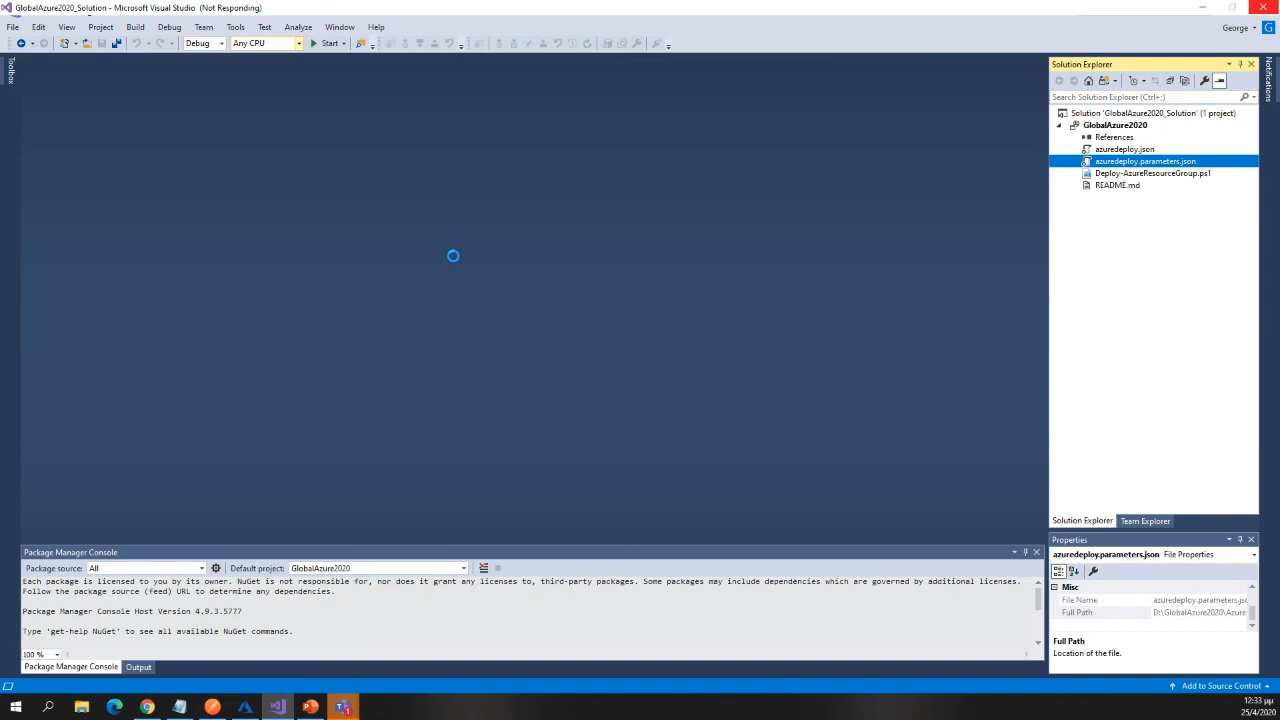 GlobalAzure2020_Solution - Microsoft Visual Studio (Not Responding)
File Edit View Project Build Debug Team Tools Test Analyze Window Help
George
G
Debug Any CPU Start
Toolbox
Notifications
Solution Explorer
Search Solution Explorer (Ctrl+;)
Solution 'GlobalAzure2020_Solution' (1 project)
GlobalAzure2020
References
azuredeploy.json
azuredeploy.parameters.json
Deploy-AzureResourceGroup.ps1
README.md
Solution Explorer Team Explorer
Properties
azuredeploy.parameters.json File Properties
Misc
File Name azuredeploy.parameters.jso
Full Path D:\GlobalAzure2020\Azure
Full Path
Location of the file.
Package Manager Console
Package source: All Default project: GlobalAzure2020
Each package is licensed to you by its owner. NuGet is not responsible for, nor does it grant any licenses to, third-party packages. Some packages may include dependencies which are governed by additional licenses.
Follow the package source (feed) URL to determine any dependencies.
Package Manager Console Host Version 4.9.3.5777
Type 'get-help NuGet' to see all available NuGet commands.
100 %
Package Manager Console Output
Add to Source Control
12:33 μμ
25/4/2020